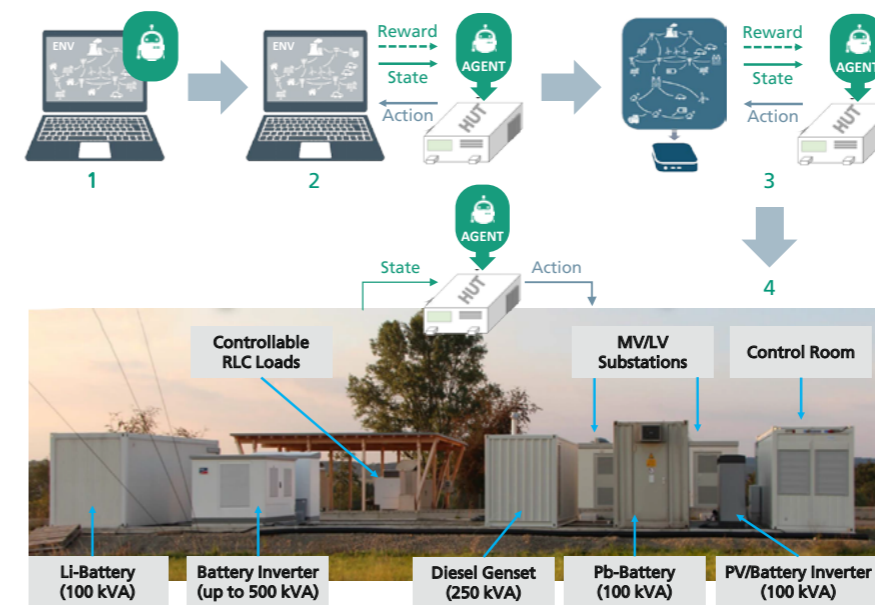 ENV
1
ENV
2
Reward
State
Action
AGENT
HUT
3
Reward
State
Action
AGENT
HUT
4
AGENT
State
HUT
Action
Controllable
RLC Loads
MV/LV
Substations
Control Room
Li-Battery
(100 kVA)
Battery Inverter
(up to 500 kVA)
Diesel Genset
(250 kVA)
Pb-Battery
(100 kVA)
PV/Battery Inverter
(100 kVA)